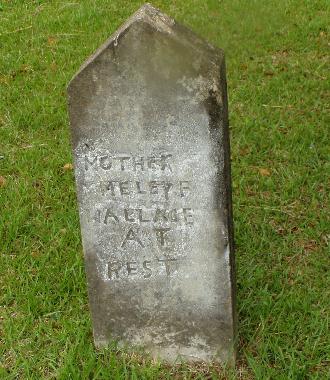 MOTHER
WALLACE
AT
REST